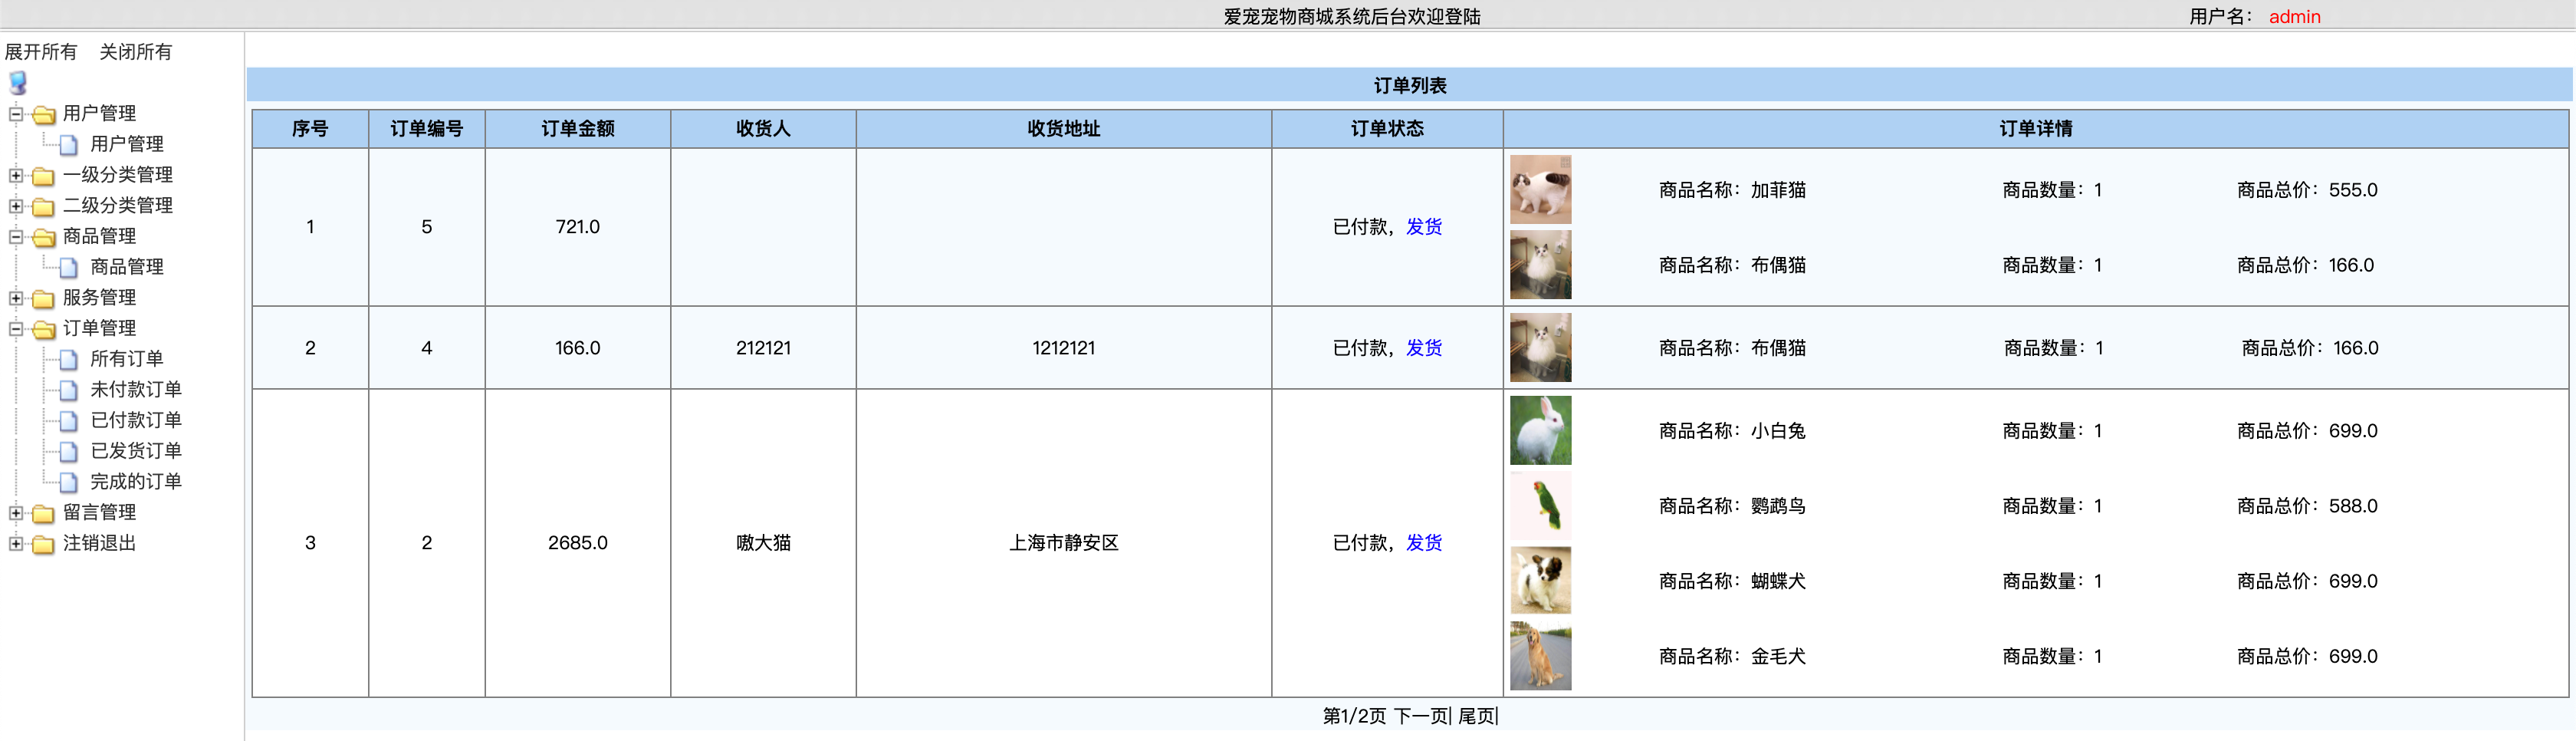 爱宠宠物商城系统后台欢迎登陆 用户名： admin
展开所有 关闭所有
用户管理
用户管理
一级分类管理
二级分类管理
商品管理
商品管理
服务管理
订单管理
所有订单
未付款订单
已付款订单
已发货订单
完成的订单
留言管理
注销退出
订单列表
序号 订单编号 订单金额 收货人 收货地址 订单状态 订单详情
1 5 721.0 已付款，发货
商品名称：加菲猫 商品数量：1 商品总价：555.0
商品名称：布偶猫 商品数量：1 商品总价：166.0
2 4 166.0 212121 1212121 已付款，发货 商品名称：布偶猫 商品数量：1 商品总价：166.0
3 2 2685.0 嗷大猫 上海市静安区 已付款，发货
商品名称：小白兔 商品数量：1 商品总价：699.0
商品名称：鹦鹉鸟 商品数量：1 商品总价：588.0
商品名称：蝴蝶犬 商品数量：1 商品总价：699.0
商品名称：金毛犬 商品数量：1 商品总价：699.0
第1/2页 下一页| 尾页|